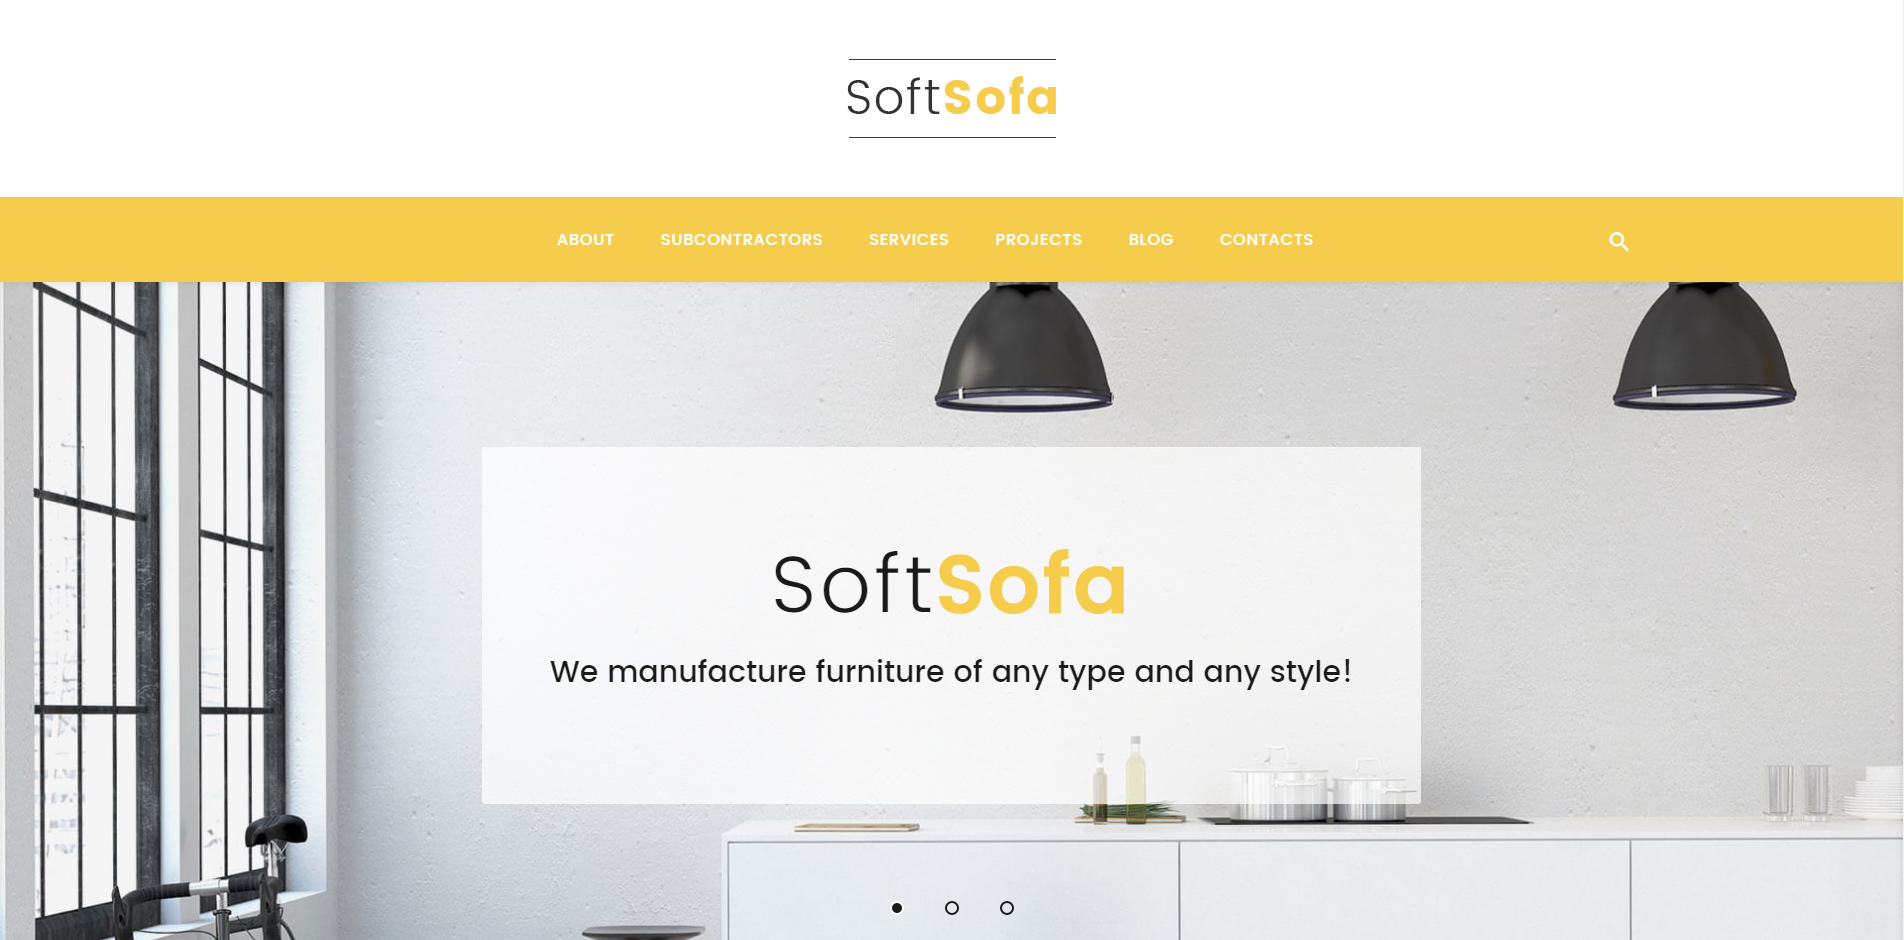 SoftSofa
ABOUT SUBCONTRACTORS SERVICES PROJECTS BLOG CONTACTS
SoftSofa
We manufacture furniture of any type and any style!